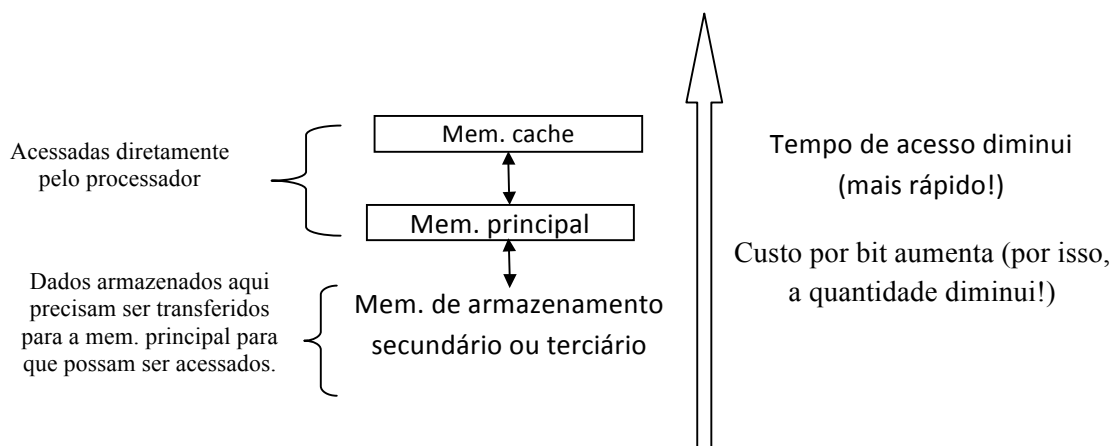 Acessadas diretamente
pelo processador
Mem. cache
Mem. principal
Dados armazenados aqui
precisam ser transferidos
para a mem. principal para
que possam ser acessados.
Mem. de armazenamento
secundário ou terciário
Tempo de acesso diminui
(mais rápido!)
Custo por bit aumenta (por isso,
a quantidade diminui!)